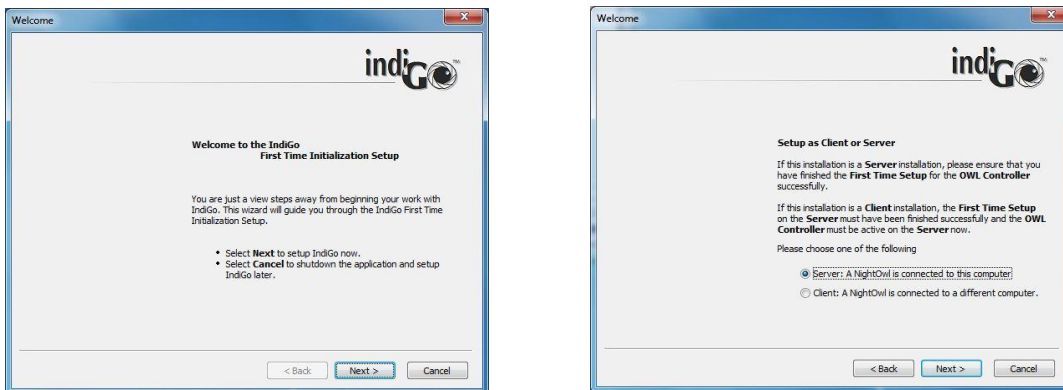 Welcome
indiGo™
Welcome to the IndiGo
First Time Initialization Setup
You are just a view steps away from beginning your work with
IndiGo. This wizard will guide you through the IndiGo First Time
Initialization Setup.
• Select Next to setup IndiGo now.
• Select Cancel to shutdown the application and setup
IndiGo later.
< Back Next > Cancel
Welcome
indiGo™
Setup as Client or Server
If this installation is a Server installation, please ensure that you
have finished the First Time Setup for the OWL Controller
successfully.
If this installation is a Client installation, the First Time Setup
on the Server must have been finished successfully and the OWL
Controller must be active on the Server now.
Please choose one of the following
Server: A NightOwl is connected to this computer
Client: A NightOwl is connected to a different computer.
< Back Next > Cancel